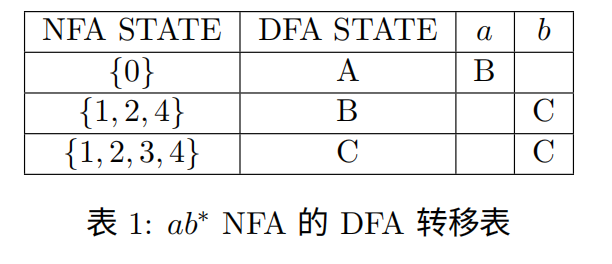 NFA STATE DFA STATE a b
{0} A B
{1, 2, 4} B C
{1, 2, 3, 4} C C
表 1: ab* NFA 的 DFA 转移表